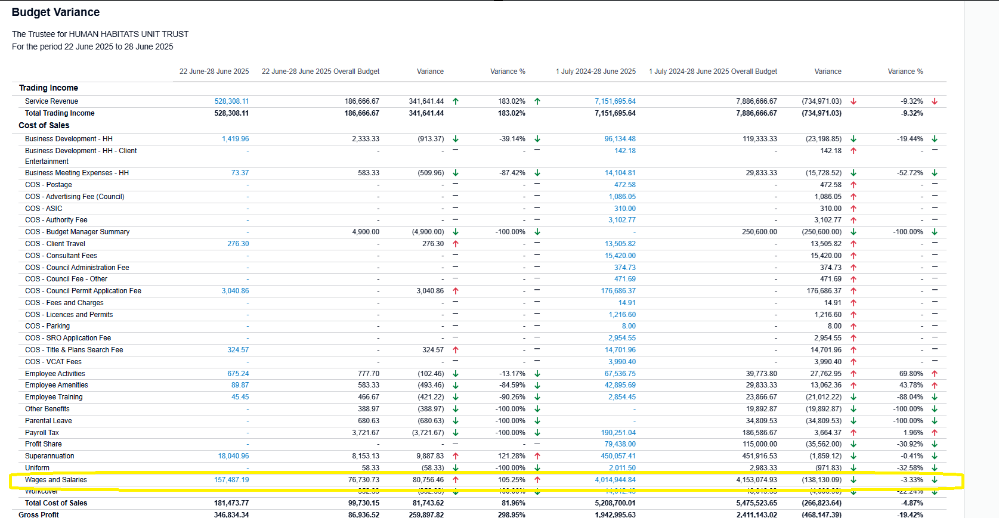 Budget Variance
The Trustee for HUMAN HABITATS UNIT TRUST
For the period 22 June 2025 to 28 June 2025
22 June-28 June 2025 22 June-28 June 2025 Overall Budget Variance Variance % 1 July 2024-28 June 2025 1 July 2024-28 June 2025 Overall Budget Variance Variance %
Trading Income
Service Revenue 528,308.11 186,666.67 341,641.44 183.02% 7,151,695.64 7,886,666.67 (734,971.03) -9.32%
Total Trading Income 528,308.11 186,666.67 341,641.44 183.02% 7,151,695.64 7,886,666.67 (734,971.03) -9.32%
Cost of Sales
Business Development - HH 1,419.96 2,333.33 (913.37) -39.14% 96,134.48 119,333.33 (23,198.85) -19.44%
Business Development - HH - Client - - - - 142.18 - 142.18 -
Entertainment
Business Meeting Expenses - HH 73.37 583.33 (509.96) -87.42% 14,104.81 29,833.33 (15,728.52) -52.72%
COS - Postage - - - - 472.58 - 472.58 -
COS - Advertising Fee (Council) - - - - 1,086.05 - 1,086.05 -
COS - ASIC - - - - 310.00 - 310.00 -
COS - Authority Fee - - - - 3,102.77 - 3,102.77 -
COS - Budget Manager Summary - 4,900.00 (4,900.00) -100.00% - 250,600.00 (250,600.00) -100.00%
COS - Client Travel 276.30 - 276.30 - 13,505.82 - 13,505.82 -
COS - Consultant Fees - - - - 15,420.00 - 15,420.00 -
COS - Council Administration Fee - - - - 374.73 - 374.73 -
COS - Council Fee - Other - - - - 471.69 - 471.69 -
COS - Council Permit Application Fee 3,040.86 - 3,040.86 - 176,686.37 - 176,686.37 -
COS - Fees and Charges - - - - 14.91 - 14.91 -
COS - Licences and Permits - - - - 1,216.60 - 1,216.60 -
COS - Parking - - - - 8.00 - 8.00 -
COS - SRO Application Fee - - - - 2,954.55 - 2,954.55 -
COS - Title & Plans Search Fee 324.57 - 324.57 - 14,701.96 - 14,701.96 -
COS - VCAT Fees - - - - 3,990.40 - 3,990.40 -
Employee Activities 675.24 777.70 (102.46) -13.17% 67,536.75 39,773.80 27,762.95 69.80%
Employee Amenities 89.87 583.33 (493.46) -84.59% 42,895.69 29,833.33 13,062.36 43.78%
Employee Training 45.45 466.67 (421.22) -90.26% 2,854.45 23,866.67 (21,012.22) -88.04%
Other Benefits - 388.97 (388.97) -100.00% - 19,892.87 (19,892.87) -100.00%
Parental Leave - 680.63 (680.63) -100.00% - 34,809.53 (34,809.53) -100.00%
Payroll Tax - 3,721.67 (3,721.67) -100.00% 190,251.04 186,586.67 3,664.37 1.96%
Profit Share - - - - 79,438.00 115,000.00 (35,562.00) -30.92%
Superannuation 18,040.96 8,153.13 9,887.83 121.28% 450,057.41 451,916.53 (1,859.12) -0.41%
Uniform - 58.33 (58.33) -100.00% 2,011.50 2,983.33 (971.83) -32.58%
Wages and Salaries 157,487.19 76,730.73 80,756.46 105.25% 4,014,944.84 4,153,074.93 (138,130.09) -3.33%
Workcover
Total Cost of Sales 181,473.77 99,730.15 81,743.62 81.96% 5,208,700.01 5,475,523.65 (266,823.64) -4.87%
Gross Profit 346,834.34 86,936.52 259,897.82 298.95% 1,942,995.63 2,411,143.02 (468,147.39) -19.42%